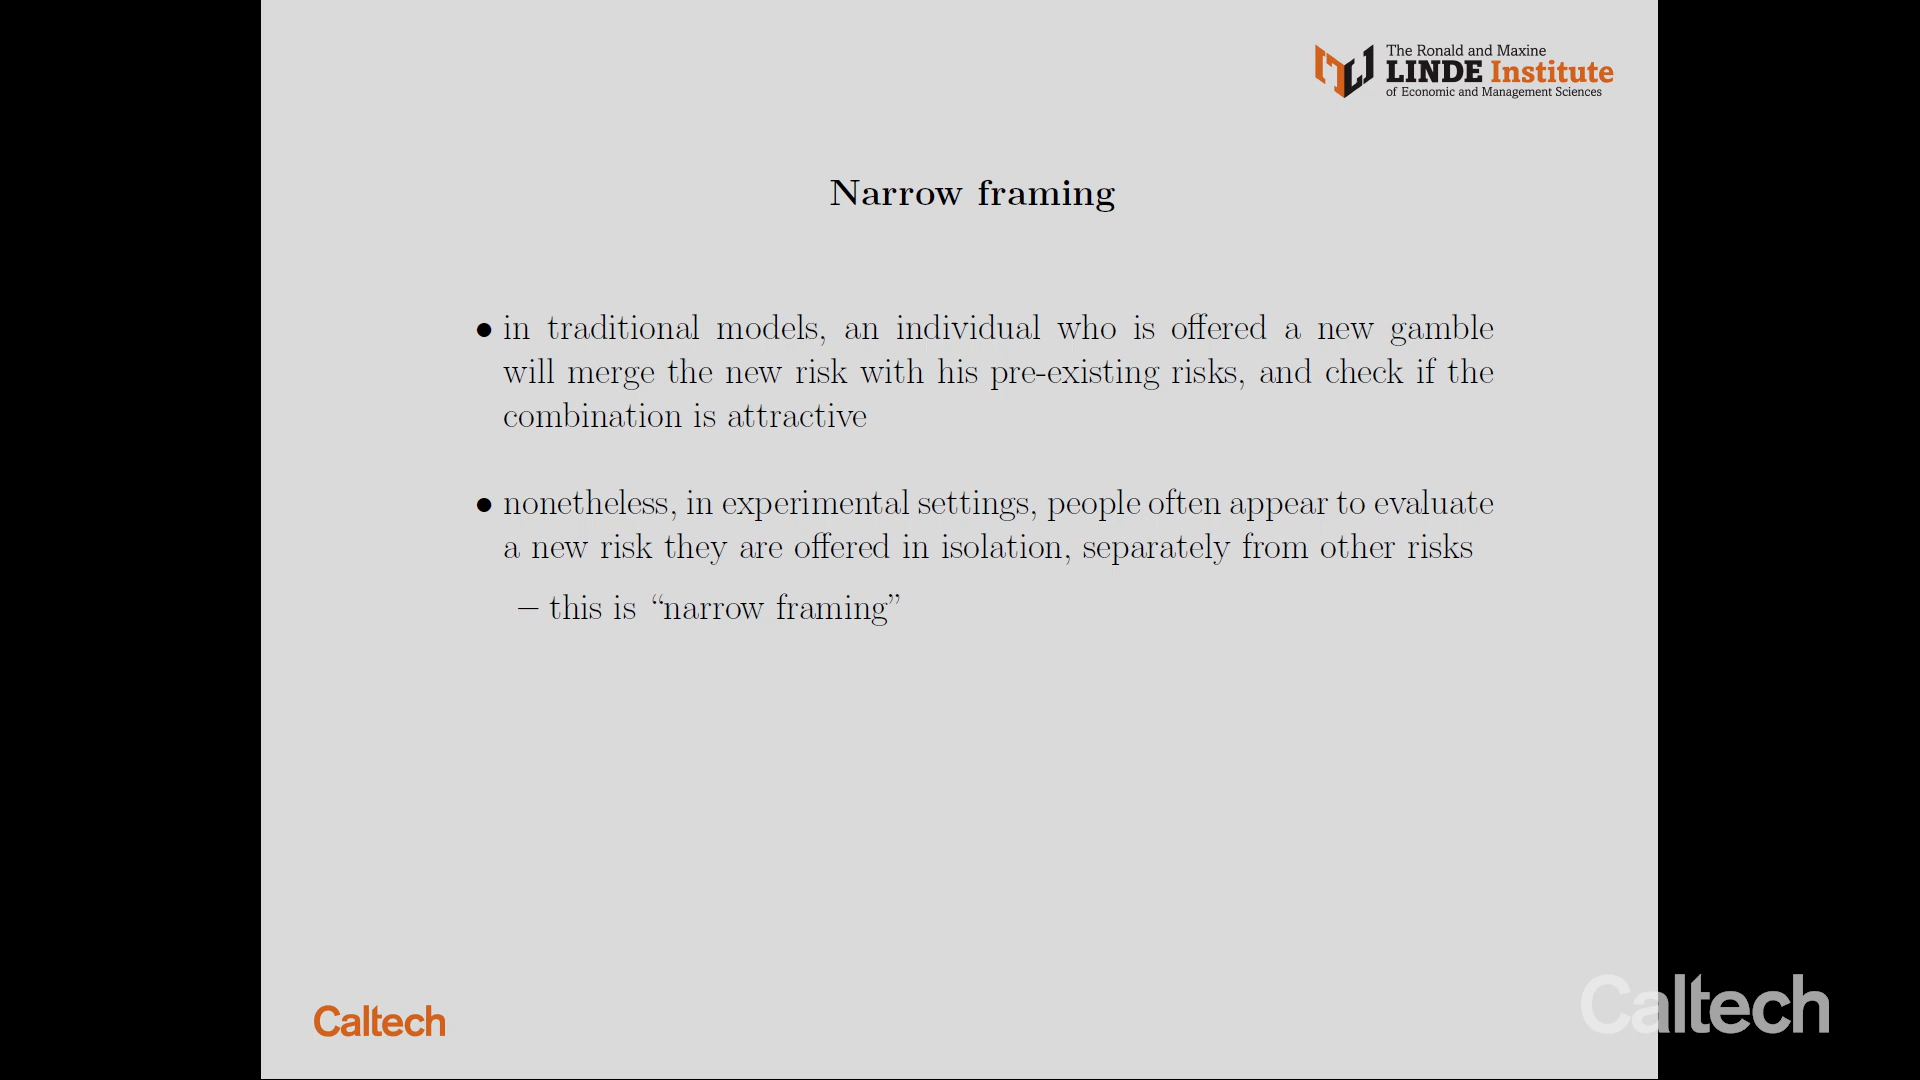 The Ronald and Maxine
LINDE Institute
of Economic and Management Sciences
Narrow framing
• in traditional models, an individual who is offered a new gamble
will merge the new risk with his pre-existing risks, and check if the
combination is attractive
• nonetheless, in experimental settings, people often appear to evaluate
a new risk they are offered in isolation, separately from other risks
– this is “narrow framing”
Caltech
Caltech